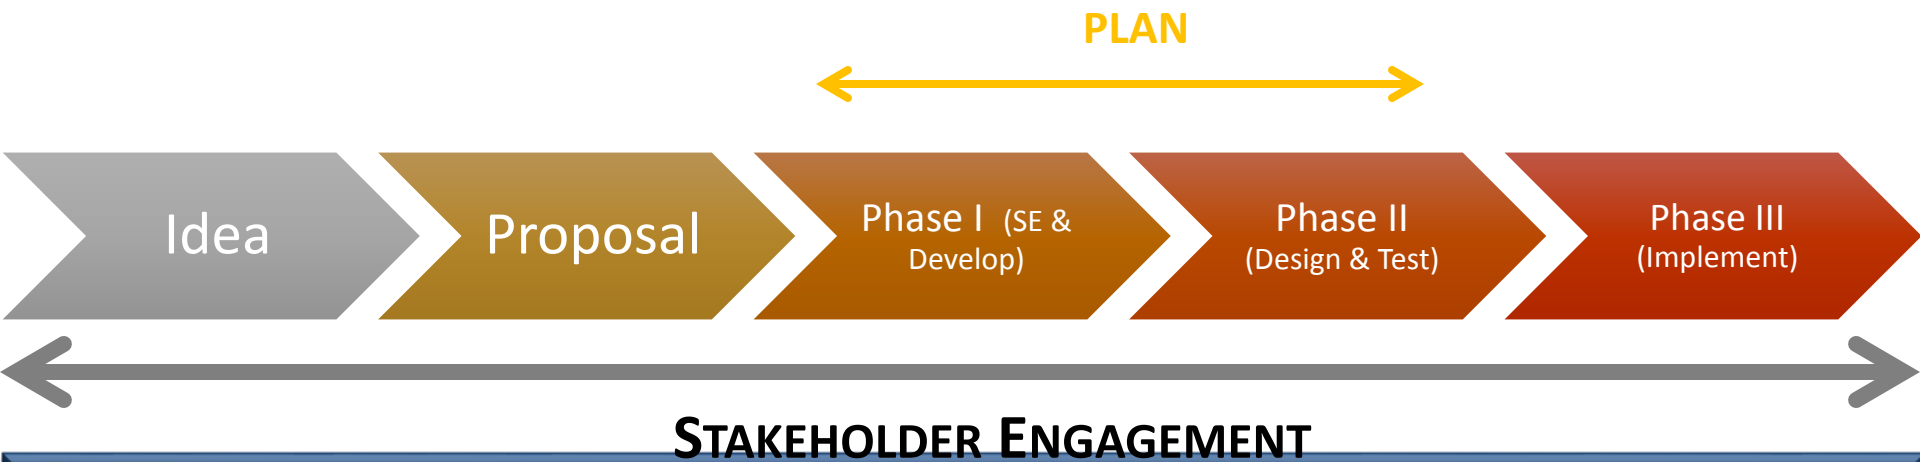 PLAN
Idea
Proposal
Phase I (SE &
Develop)
Phase II
(Design & Test)
Phase III
(Implement)
STAKEHOLDER ENGAGEMENT